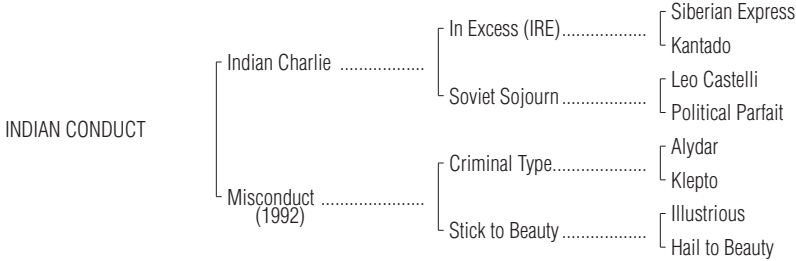 Siberian Express
In Excess (IRE)...................
Kantado
Indian Charlie ...................
Leo Castelli
Soviet Sojourn...................
Political Parfait
INDIAN CONDUCT
Alydar
Criminal Type.....................
Klepto
Misconduct .......................
(1992)
Illustrious
Stick to Beauty...................
Hail to Beauty